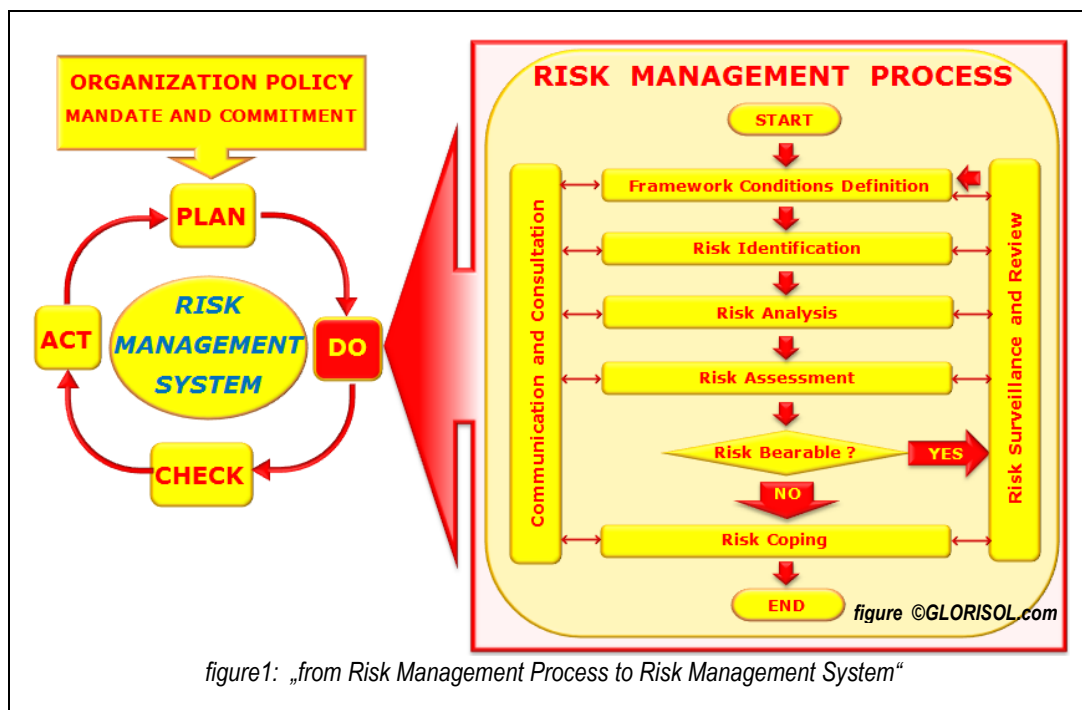 ORGANIZATION POLICY
MANDATE AND COMMITMENT
PLAN
DO
CHECK
ACT
RISK
MANAGEMENT
SYSTEM
RISK MANAGEMENT PROCESS
START
Communication and Consultation
Framework Conditions Definition
Risk Identification
Risk Analysis
Risk Assessment
Risk Bearable ?
YES
NO
Risk Coping
END
Risk Surveillance and Review
figure ©GLORISOL.com
figure1: „from Risk Management Process to Risk Management System“